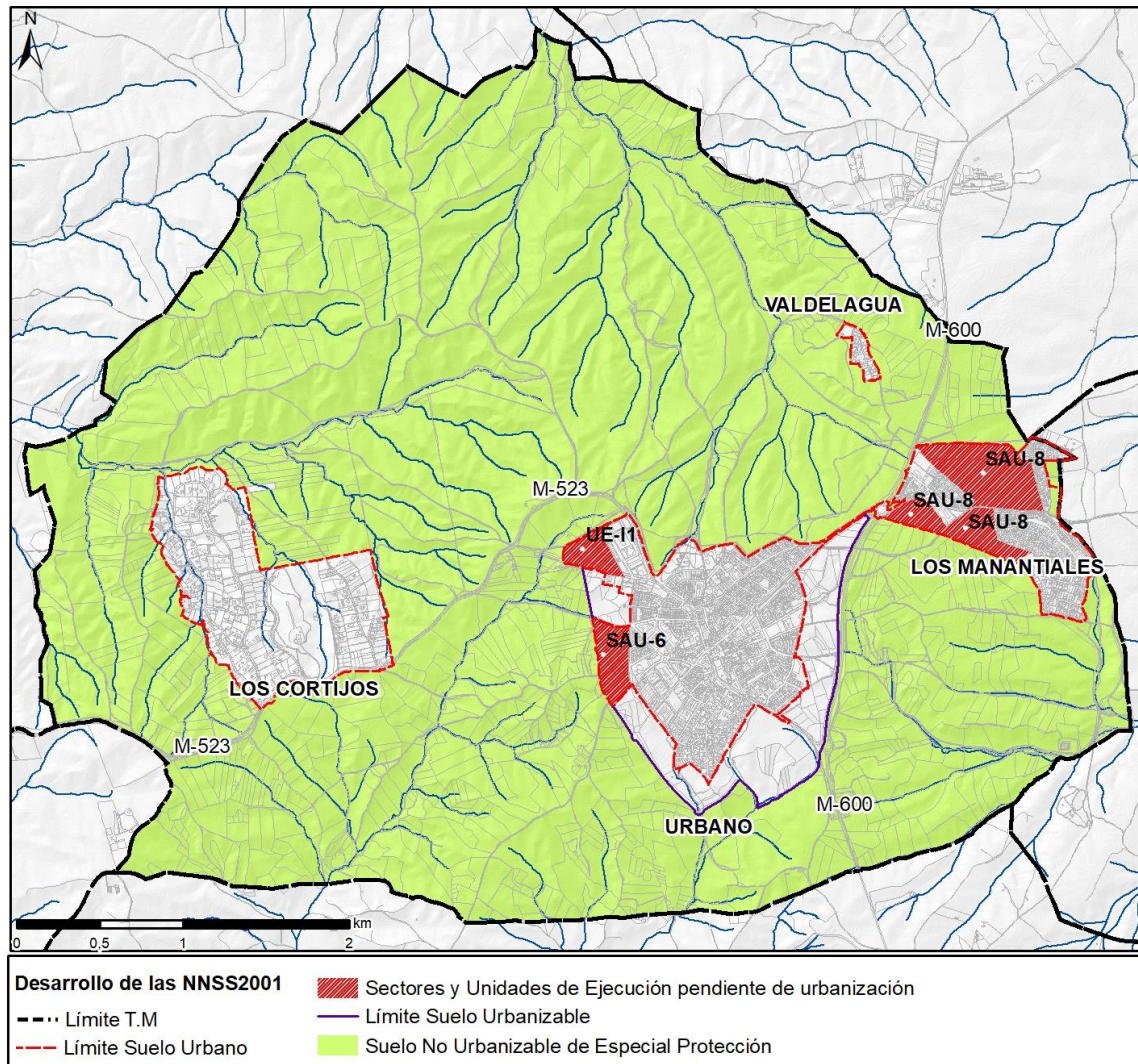 N
VALDELAGUA
M-600
SAU-8
SAU-8
SAU-8
M-523
UE-I1
LOS MANANTIALES
SAU-6
LOS CORTIJOS
M-523
M-600
URBANO
0 0,5 1 2 km
Desarrollo de las NNSS2001
Límite T.M
Límite Suelo Urbano
Sectores y Unidades de Ejecución pendiente de urbanización
Límite Suelo Urbanizable
Suelo No Urbanizable de Especial Protección